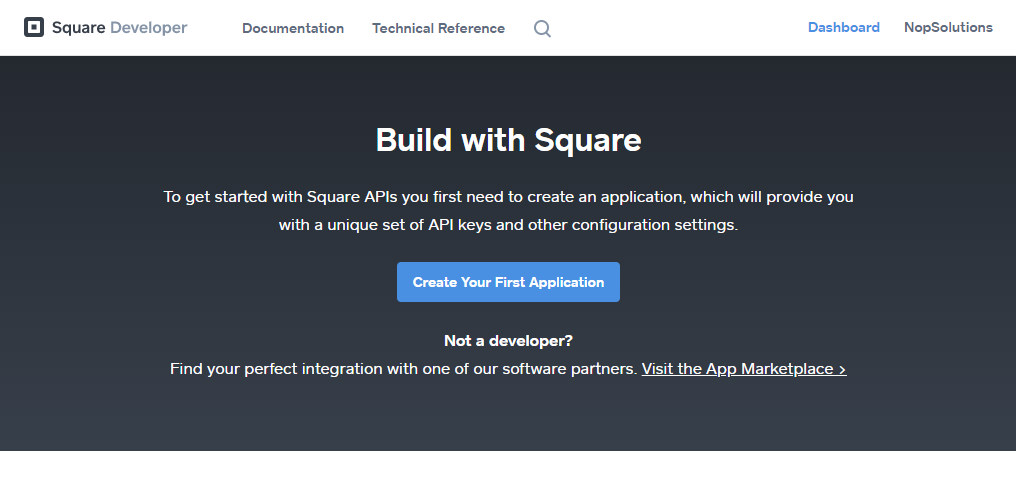 Square Developer Documentation Technical Reference Dashboard NopSolutions
Build with Square
To get started with Square APIs you first need to create an application, which will provide you
with a unique set of API keys and other configuration settings.
Create Your First Application
Not a developer?
Find your perfect integration with one of our software partners. Visit the App Marketplace >